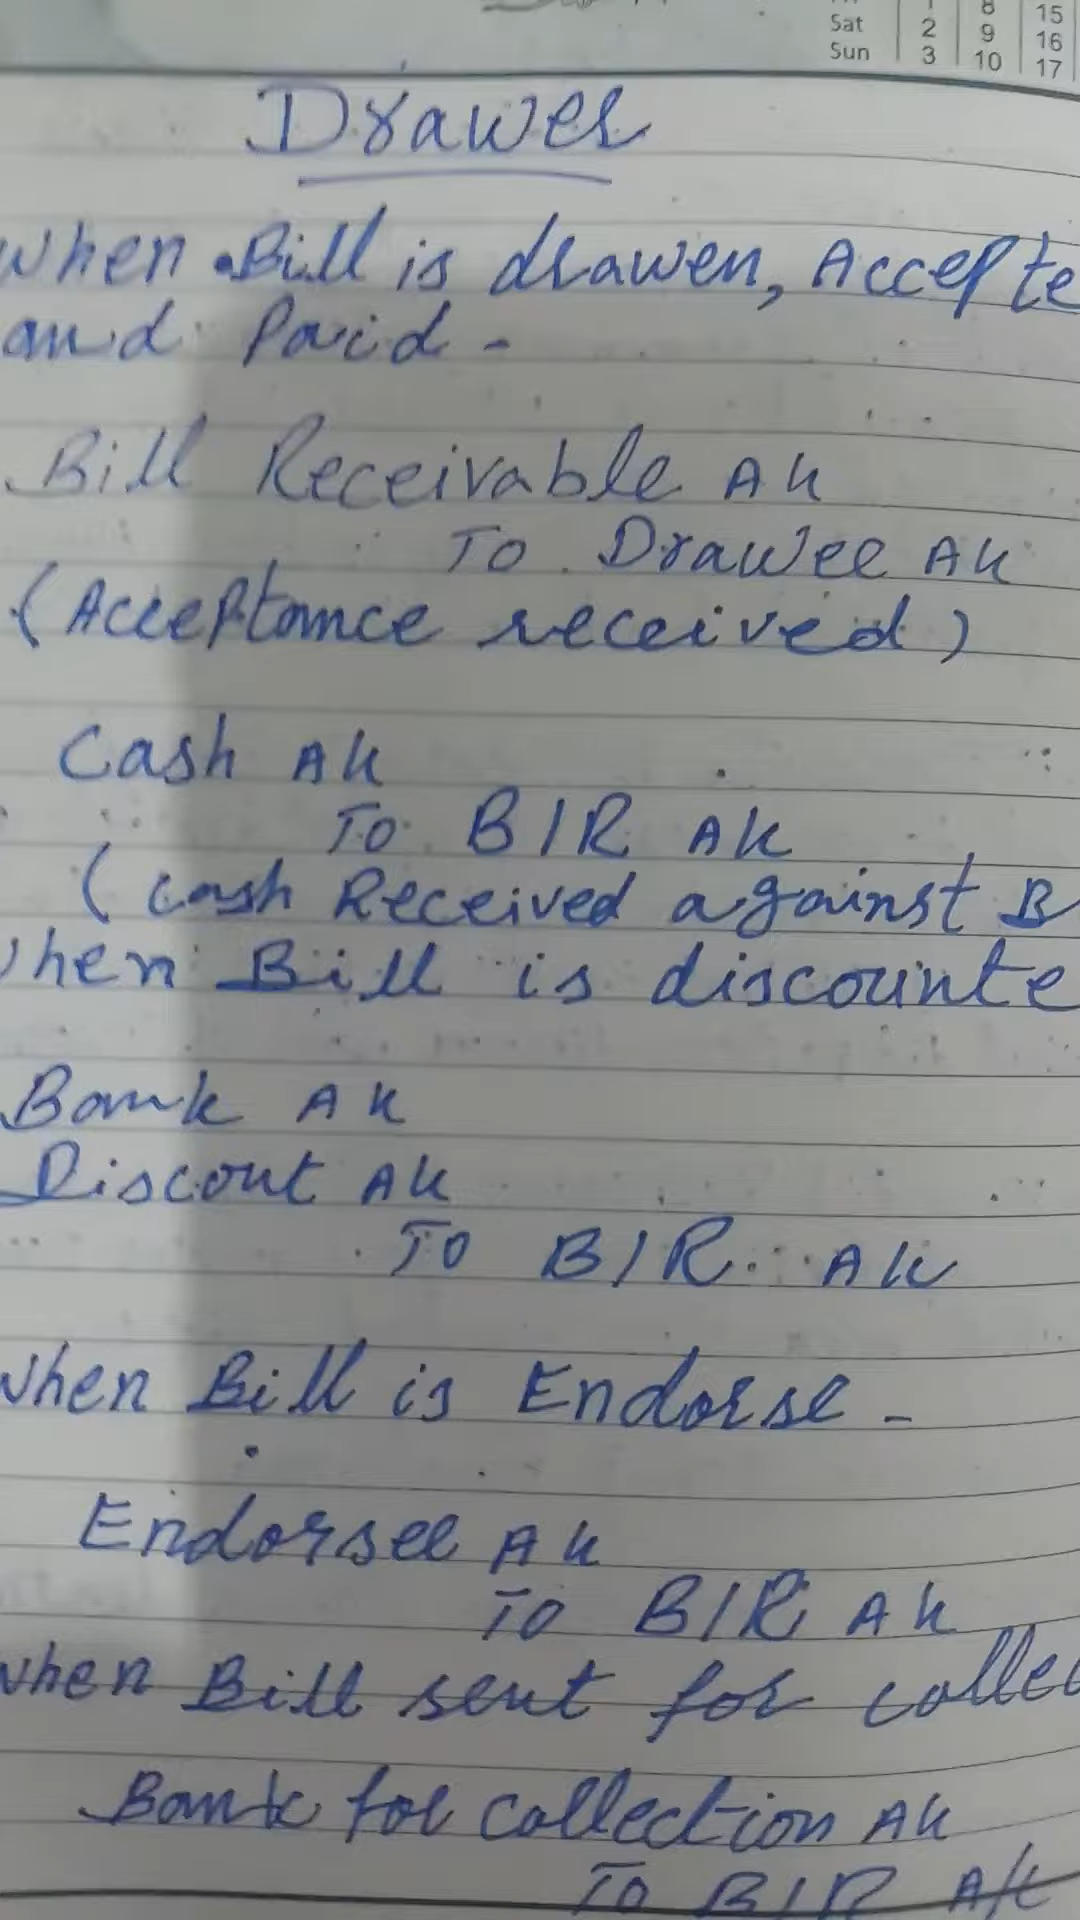 Sat 2 9 16
Sun 3 10 17
8 15
Drawer
When Bill is drawen, Accepte
and Paid -
Bill Receivable A/c
To Drawee A/c
(Acceptance received)
Cash A/c
To B/R A/c
(Cash Received against B
when Bill is discounte
Bank A/c
Discout A/c
To B/R A/c
When Bill is Endorse -
Endorsee A/c
To B/R A/c
When Bill sent for collec
Bank for collection A/c
To B/R A/c